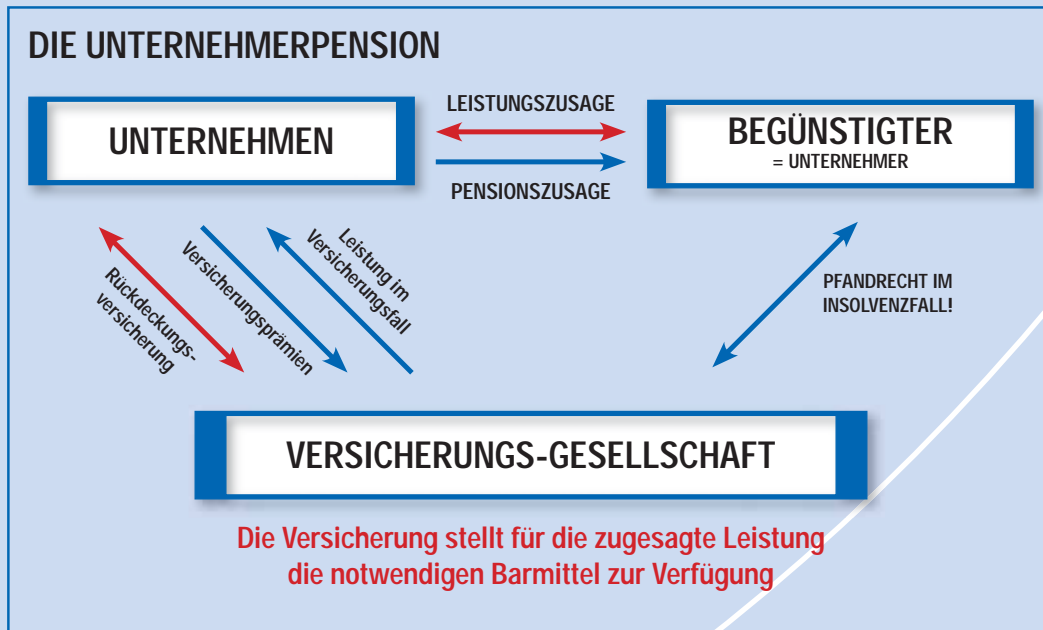 DIE UNTERNEHMERPENSION
UNTERNEHMEN
LEISTUNGSZUSAGE
PENSIONSZUSAGE
BEGÜNSTIGTER
= UNTERNEHMER
Rückdeckungs-
versicherung
Versicherungsprämien
Leistung im
Versicherungsfall
PFANDRECHT IM
INSOLVENZFALL!
VERSICHERUNGS-GESELLSCHAFT
Die Versicherung stellt für die zugesagte Leistung
die notwendigen Barmittel zur Verfügung